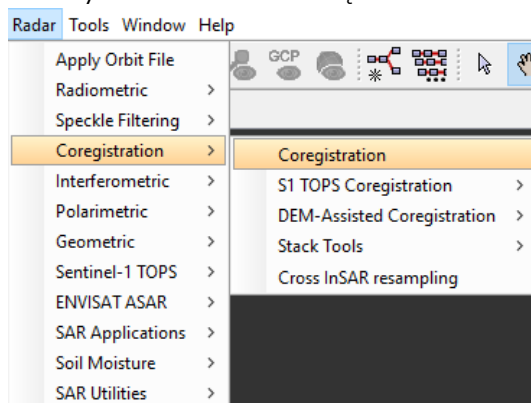 Radar Tools Window Help
Apply Orbit File
GCP
Radiometric
Speckle Filtering
Coregistration
Coregistration
Interferometric
S1 TOPS Coregistration
Polarimetric
DEM-Assisted Coregistration
Geometric
Stack Tools
Sentinel-1 TOPS
Cross InSAR resampling
ENVISAT ASAR
SAR Applications
Soil Moisture
SAR Utilities